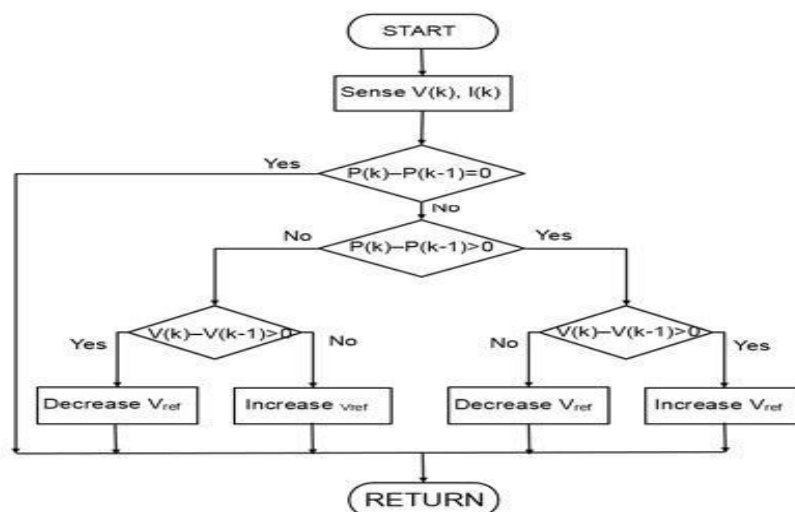 START
Sense V(k), I(k)
Yes
P(k)–P(k-1)=0
No
No
P(k)–P(k-1)>0
Yes
Yes
V(k)–V(k-1)>0
No
No
V(k)–V(k-1)>0
Yes
Decrease Vref
Increase Vref
Decrease Vref
Increase Vref
RETURN